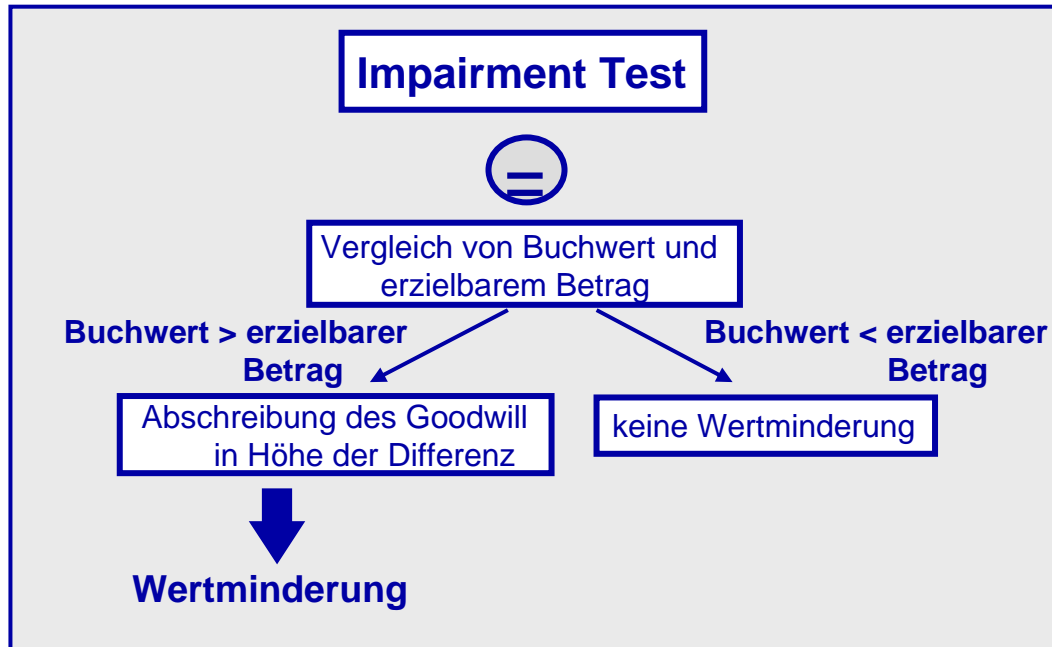 Impairment Test
=
Vergleich von Buchwert und
erzielbarem Betrag
Buchwert > erzielbarer
Betrag
Buchwert < erzielbarer
Betrag
Abschreibung des Goodwill
in Höhe der Differenz
keine Wertminderung
Wertminderung